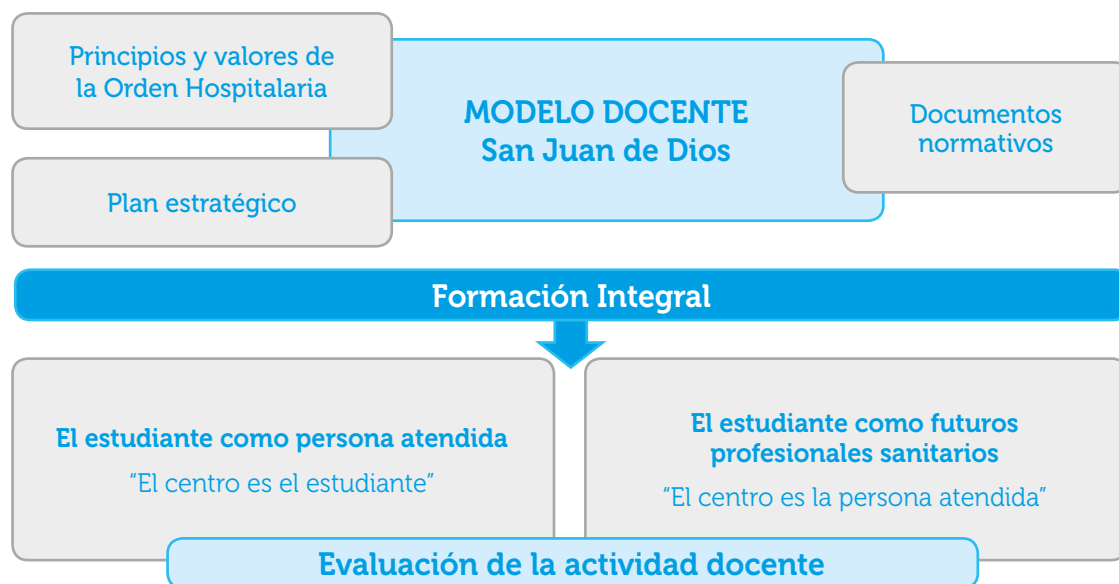 Principios y valores de
la Orden Hospitalaria
MODELO DOCENTE
San Juan de Dios
Documentos
normativos
Plan estratégico
Formación Integral
El estudiante como persona atendida
“El centro es el estudiante”
El estudiante como futuros
profesionales sanitarios
“El centro es la persona atendida”
Evaluación de la actividad docente